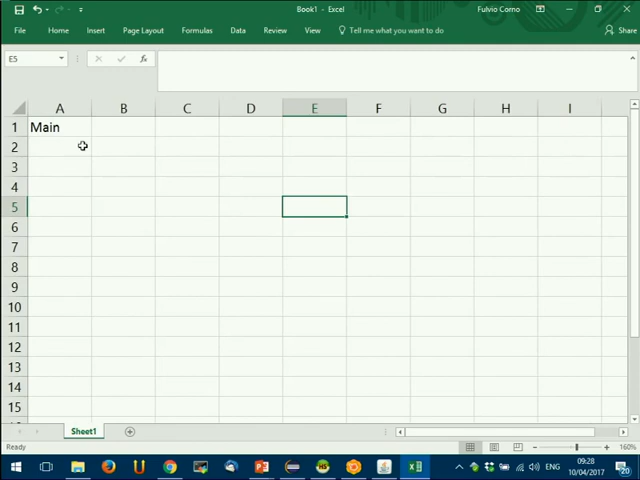 Book1 - Excel
Fulvio Corno
File Home Insert Page Layout Formulas Data Review View Tell me what you want to do Share
E5 fx
A B C D E F G H I
1 Main
2
3
4
5
6
7
8
9
10
11
12
13
14
15
Sheet1
Ready 160%
09:28
10/04/2017
20